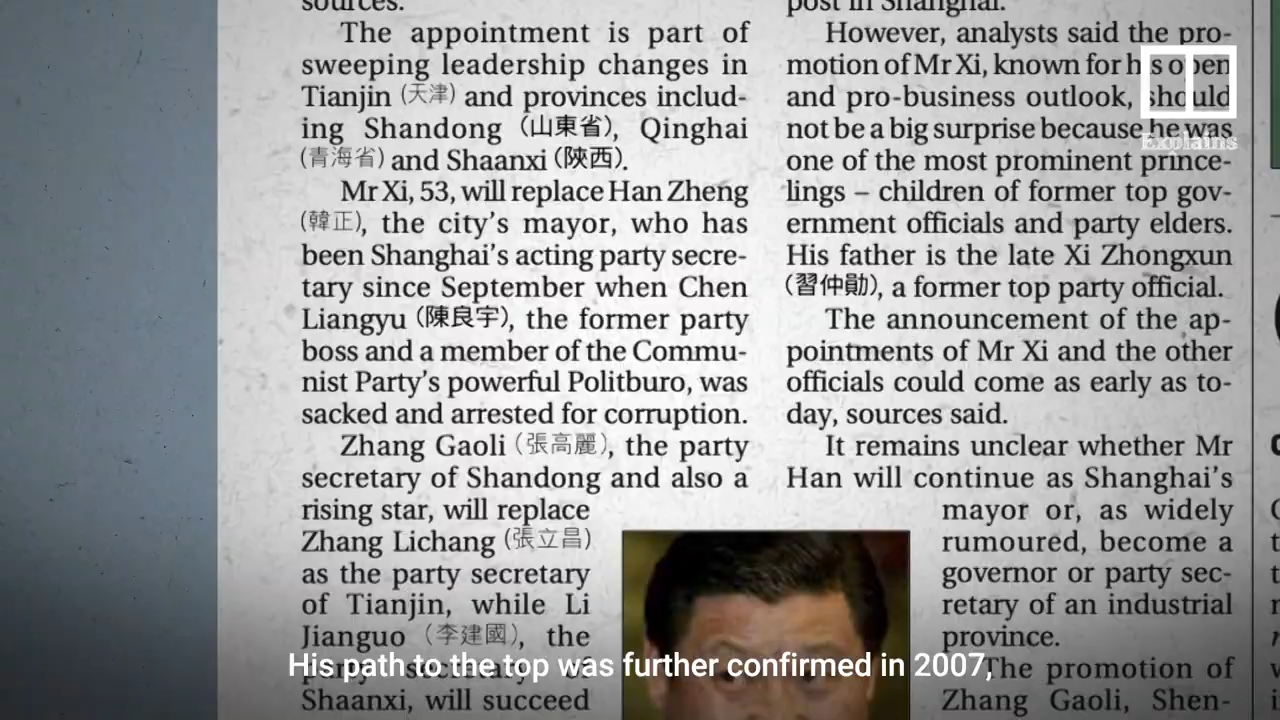 sources.
The appointment is part of
sweeping leadership changes in
Tianjin (天津) and provinces includ-
ing Shandong (山東省), Qinghai
(青海省) and Shaanxi (陝西).
Mr Xi, 53, will replace Han Zheng
(韓正), the city's mayor, who has
been Shanghai's acting party secre-
tary since September when Chen
Liangyu (陳良宇), the former party
boss and a member of the Commu-
nist Party's powerful Politburo, was
sacked and arrested for corruption.
Zhang Gaoli (張高麗), the party
secretary of Shandong and also a
rising star, will replace
Zhang Lichang (張立昌)
as the party secretary
of Tianjin, while Li
Jianguo (李建國), the
party secretary of
Shaanxi, will succeed
post in Shanghai.
However, analysts said the pro-
motion of Mr Xi, known for his open
and pro-business outlook, should
not be a big surprise because he was
one of the most prominent prince-
lings – children of former top gov-
ernment officials and party elders.
His father is the late Xi Zhongxun
(習仲勛), a former top party official.
The announcement of the ap-
pointments of Mr Xi and the other
officials could come as early as to-
day, sources said.
It remains unclear whether Mr
Han will continue as Shanghai's
mayor or, as widely
rumoured, become a
governor or party sec-
retary of an industrial
province.
The promotion of
Zhang Gaoli, Shen-
Explains
His path to the top was further confirmed in 2007,